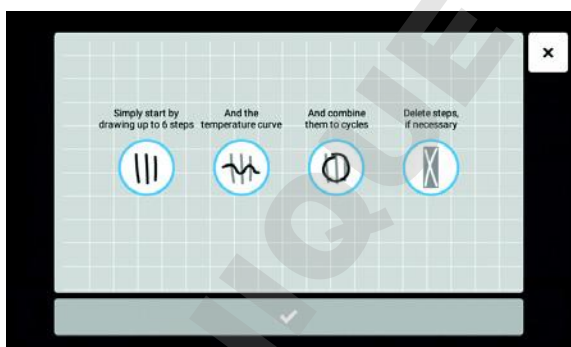 Simply start by
drawing up to 6 steps
And the
temperature curve
And combine
them to cycles
Delete steps,
if necessary